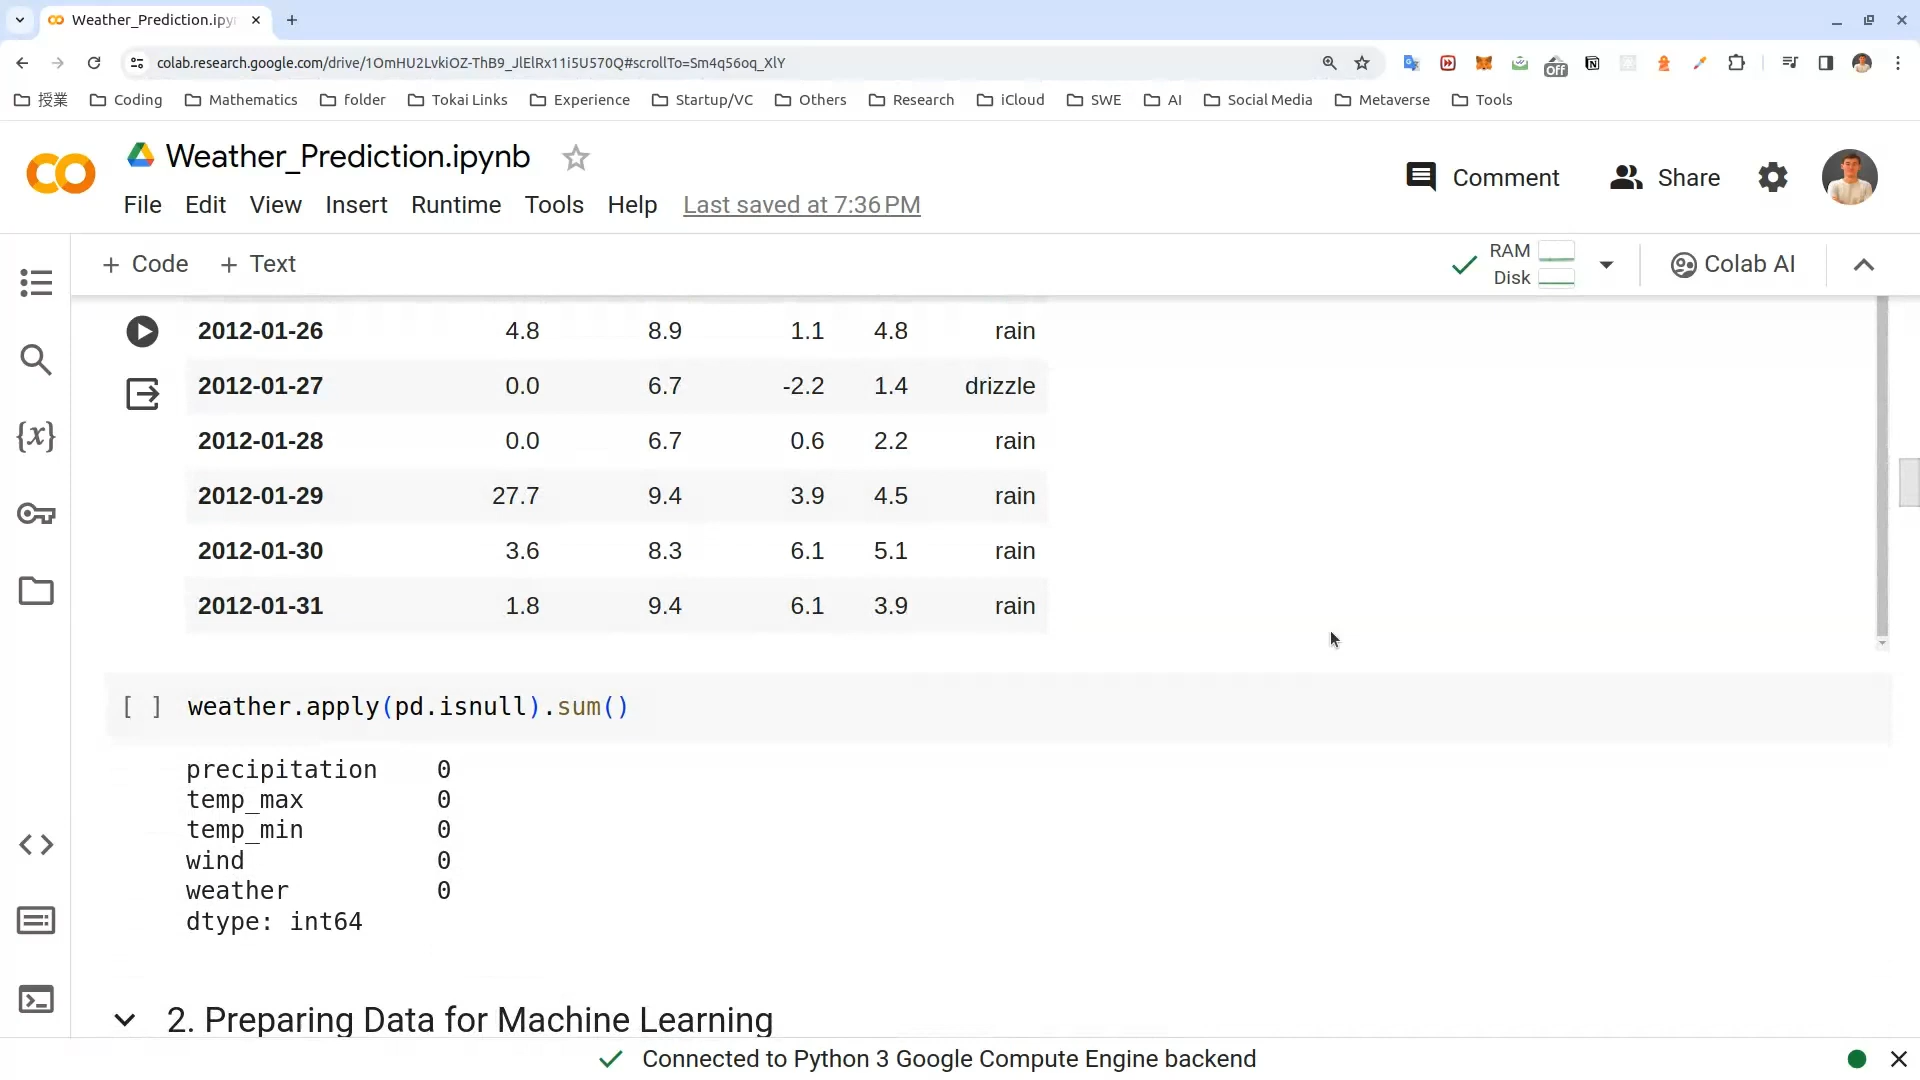 Weather_Prediction.ipy
colab.research.google.com/drive/1OmHU2LvkiOZ-ThB9_JlElRx11i5U570Q#scrollTo=Sm4q56oq_XlY
Off
授業 Coding Mathematics folder Tokai Links Experience Startup/VC Others Research iCloud SWE AI Social Media Metaverse Tools
Weather_Prediction.ipynb
Comment Share
File Edit View Insert Runtime Tools Help Last saved at 7:36 PM
+ Code + Text
RAM
Disk
Colab AI
2012-01-26 4.8 8.9 1.1 4.8 rain
2012-01-27 0.0 6.7 -2.2 1.4 drizzle
2012-01-28 0.0 6.7 0.6 2.2 rain
2012-01-29 27.7 9.4 3.9 4.5 rain
2012-01-30 3.6 8.3 6.1 5.1 rain
2012-01-31 1.8 9.4 6.1 3.9 rain
[ ] weather.apply(pd.isnull).sum()
precipitation 0
temp_max 0
temp_min 0
wind 0
weather 0
dtype: int64
2. Preparing Data for Machine Learning
Connected to Python 3 Google Compute Engine backend